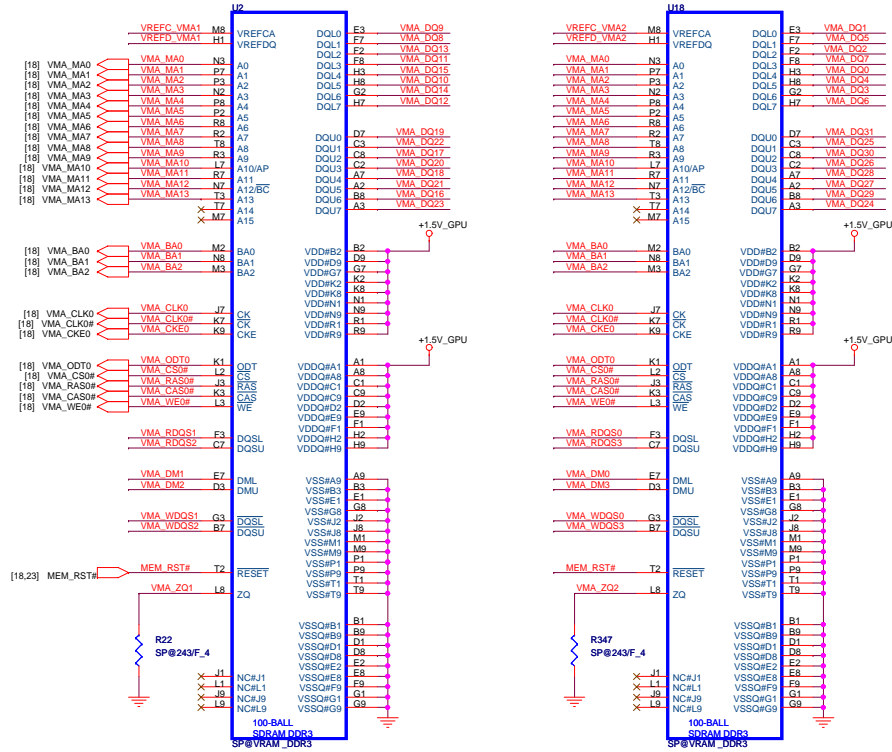 U2
VREFC_VMA1 M8 VREFCA DQL0 E3 VMA_DQ9
VREFD_VMA1 H1 VREFDQ DQL1 F7 VMA_DQ8
DQL2 F2 VMA_DQ13
[18] VMA_MA0 VMA_MA0 N3 A0 DQL3 F8 VMA_DQ11
[18] VMA_MA1 VMA_MA1 P7 A1 DQL4 H3 VMA_DQ15
[18] VMA_MA2 VMA_MA2 P3 A2 DQL5 H8 VMA_DQ10
[18] VMA_MA3 VMA_MA3 N2 A3 DQL6 G2 VMA_DQ14
[18] VMA_MA4 VMA_MA4 P8 A4 DQL7 H7 VMA_DQ12
[18] VMA_MA5 VMA_MA5 P2 A5
[18] VMA_MA6 VMA_MA6 R8 A6
[18] VMA_MA7 VMA_MA7 R2 A7 DQU0 D7 VMA_DQ19
[18] VMA_MA8 VMA_MA8 T8 A8 DQU1 C3 VMA_DQ22
[18] VMA_MA9 VMA_MA9 R3 A9 DQU2 C8 VMA_DQ17
[18] VMA_MA10 VMA_MA10 L7 A10/AP DQU3 C2 VMA_DQ20
[18] VMA_MA11 VMA_MA11 R7 A11 DQU4 A7 VMA_DQ18
[18] VMA_MA12 VMA_MA12 N7 A12/BC DQU5 A2 VMA_DQ21
[18] VMA_MA13 VMA_MA13 T3 A13 DQU6 B8 VMA_DQ16
T7 A14 DQU7 A3 VMA_DQ23
M7 A15
+1.5V_GPU
[18] VMA_BA0 VMA_BA0 M2 BA0 VDD#B2 B2
[18] VMA_BA1 VMA_BA1 N8 BA1 VDD#D9 D9
[18] VMA_BA2 VMA_BA2 M3 BA2 VDD#G7 G7
VDD#K2 K2
VDD#K8 K8
VDD#N1 N1
[18] VMA_CLK0 VMA_CLK0 J7 CK VDD#N9 N9
[18] VMA_CLK0# VMA_CLK0# K7 CK VDD#R1 R1
[18] VMA_CKE0 VMA_CKE0 K9 CKE VDD#R9 R9
+1.5V_GPU
[18] VMA_ODT0 VMA_ODT0 K1 ODT VDDQ#A1 A1
[18] VMA_CS0# VMA_CS0# L2 CS VDDQ#A8 A8
[18] VMA_RAS0# VMA_RAS0# J3 RAS VDDQ#C1 C1
[18] VMA_CAS0# VMA_CAS0# K3 CAS VDDQ#C9 C9
[18] VMA_WE0# VMA_WE0# L3 WE VDDQ#D2 D2
VDDQ#E9 E9
VDDQ#F1 F1
VMA_RDQS1 F3 DQSL VDDQ#H2 H2
VMA_RDQS2 C7 DQSU VDDQ#H9 H9
VMA_DM1 E7 DML VSS#A9 A9
VMA_DM2 D3 DMU VSS#B3 B3
VSS#E1 E1
VSS#G8 G8
VMA_WDQS1 G3 DQSL VSS#J2 J2
VMA_WDQS2 B7 DQSU VSS#J8 J8
VSS#M1 M1
VSS#M9 M9
VSS#P1 P1
[18,23] MEM_RST# MEM_RST# T2 RESET VSS#P9 P9
VSS#T1 T1
VMA_ZQ1 L8 ZQ VSS#T9 T9
VSSQ#B1 B1
R22 VSSQ#B9 B9
VSSQ#D1 D1
SP@243/F_4 VSSQ#D8 D8
VSSQ#E2 E2
J1 NC#J1 VSSQ#E8 E8
L1 NC#L1 VSSQ#F9 F9
J9 NC#J9 VSSQ#G1 G1
L9 NC#L9 VSSQ#G9 G9
100-BALL
SDRAM DDR3
SP@VRAM _DDR3
U18
VREFC_VMA2 M8 VREFCA DQL0 E3 VMA_DQ1
VREFD_VMA2 H1 VREFDQ DQL1 F7 VMA_DQ5
DQL2 F2 VMA_DQ2
VMA_MA0 N3 A0 DQL3 F8 VMA_DQ7
VMA_MA1 P7 A1 DQL4 H3 VMA_DQ0
VMA_MA2 P3 A2 DQL5 H8 VMA_DQ4
VMA_MA3 N2 A3 DQL6 G2 VMA_DQ3
VMA_MA4 P8 A4 DQL7 H7 VMA_DQ6
VMA_MA5 P2 A5
VMA_MA6 R8 A6
VMA_MA7 R2 A7 DQU0 D7 VMA_DQ31
VMA_MA8 T8 A8 DQU1 C3 VMA_DQ25
VMA_MA9 R3 A9 DQU2 C8 VMA_DQ30
VMA_MA10 L7 A10/AP DQU3 C2 VMA_DQ26
VMA_MA11 R7 A11 DQU4 A7 VMA_DQ28
VMA_MA12 N7 A12/BC DQU5 A2 VMA_DQ27
VMA_MA13 T3 A13 DQU6 B8 VMA_DQ29
T7 A14 DQU7 A3 VMA_DQ24
M7 A15
+1.5V_GPU
VMA_BA0 M2 BA0 VDD#B2 B2
VMA_BA1 N8 BA1 VDD#D9 D9
VMA_BA2 M3 BA2 VDD#G7 G7
VDD#K2 K2
VDD#K8 K8
VDD#N1 N1
VMA_CLK0 J7 CK VDD#N9 N9
VMA_CLK0# K7 CK VDD#R1 R1
VMA_CKE0 K9 CKE VDD#R9 R9
+1.5V_GPU
VMA_ODT0 K1 ODT VDDQ#A1 A1
VMA_CS0# L2 CS VDDQ#A8 A8
VMA_RAS0# J3 RAS VDDQ#C1 C1
VMA_CAS0# K3 CAS VDDQ#C9 C9
VMA_WE0# L3 WE VDDQ#D2 D2
VDDQ#E9 E9
VDDQ#F1 F1
VMA_RDQS0 F3 DQSL VDDQ#H2 H2
VMA_RDQS3 C7 DQSU VDDQ#H9 H9
VMA_DM0 E7 DML VSS#A9 A9
VMA_DM3 D3 DMU VSS#B3 B3
VSS#E1 E1
VSS#G8 G8
VMA_WDQS0 G3 DQSL VSS#J2 J2
VMA_WDQS3 B7 DQSU VSS#J8 J8
VSS#M1 M1
VSS#M9 M9
VSS#P1 P1
MEM_RST# T2 RESET VSS#P9 P9
VSS#T1 T1
VMA_ZQ2 L8 ZQ VSS#T9 T9
VSSQ#B1 B1
R347 VSSQ#B9 B9
VSSQ#D1 D1
SP@243/F_4 VSSQ#D8 D8
VSSQ#E2 E2
J1 NC#J1 VSSQ#E8 E8
L1 NC#L1 VSSQ#F9 F9
J9 NC#J9 VSSQ#G1 G1
L9 NC#L9 VSSQ#G9 G9
100-BALL
SDRAM DDR3
SP@VRAM _DDR3